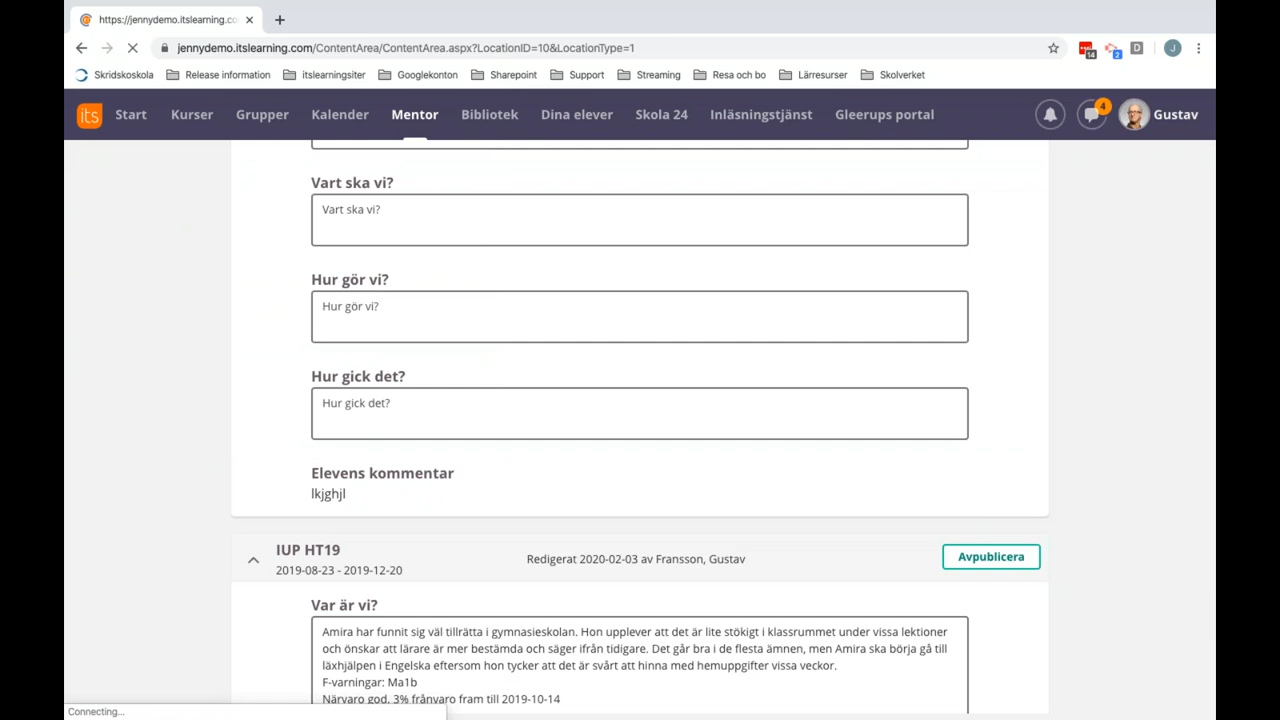 https://jennydemo.itslearning.co
jennydemo.itslearning.com/ContentArea/ContentArea.aspx?LocationID=10&LocationType=1
14
2
D
J
Skridskoskola Release information itslearningsiter Googlekonton Sharepoint Support Streaming Resa och bo Lärresurser Skolverket
its Start Kurser Grupper Kalender Mentor Bibliotek Dina elever Skola 24 Inläsningstjänst Gleerups portal 4 Gustav
Vart ska vi?
Vart ska vi?
Hur gör vi?
Hur gör vi?
Hur gick det?
Hur gick det?
Elevens kommentar
lkjghjl
IUP HT19
2019-08-23 - 2019-12-20
Redigerat 2020-02-03 av Fransson, Gustav
Avpublicera
Var är vi?
Amira har funnit sig väl tillrätta i gymnasieskolan. Hon upplever att det är lite stökigt i klassrummet under vissa lektioner
och önskar att lärare är mer bestämda och säger ifrån tidigare. Det går bra i de flesta ämnen, men Amira ska börja gå till
läxhjälpen i Engelska eftersom hon tycker att det är svårt att hinna med hemuppgifter vissa veckor.
F-varningar: Ma1b
Närvaro god. 3% frånvaro fram till 2019-10-14
Connecting...